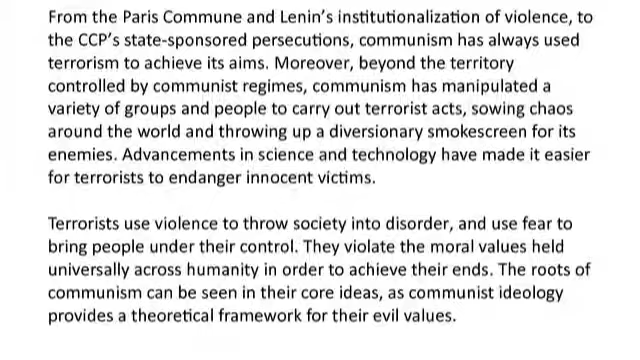 From the Paris Commune and Lenin's institutionalization of violence, to
the CCP's state-sponsored persecutions, communism has always used
terrorism to achieve its aims. Moreover, beyond the territory
controlled by communist regimes, communism has manipulated a
variety of groups and people to carry out terrorist acts, sowing chaos
around the world and throwing up a diversionary smokescreen for its
enemies. Advancements in science and technology have made it easier
for terrorists to endanger innocent victims.

Terrorists use violence to throw society into disorder, and use fear to
bring people under their control. They violate the moral values held
universally across humanity in order to achieve their ends. The roots of
communism can be seen in their core ideas, as communist ideology
provides a theoretical framework for their evil values.